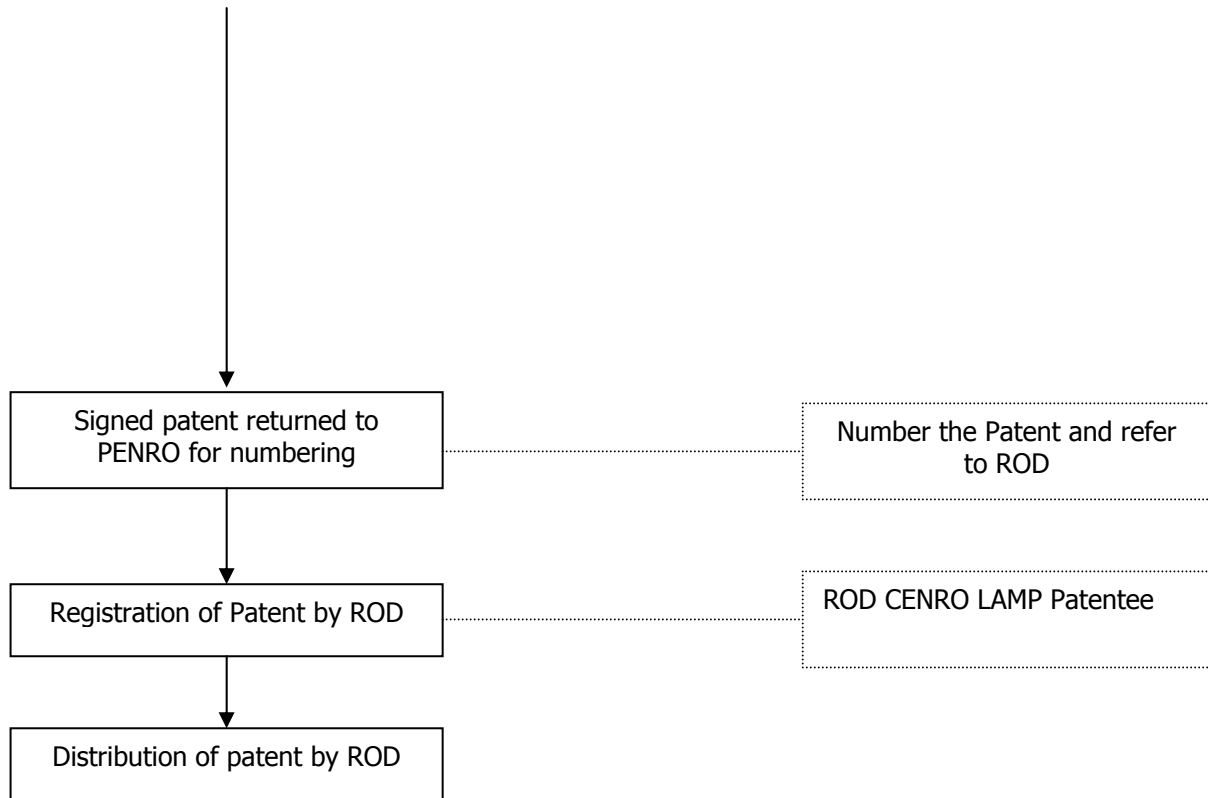 Signed patent returned to
PENRO for numbering
Number the Patent and refer
to ROD
Registration of Patent by ROD
ROD CENRO LAMP Patentee
Distribution of patent by ROD